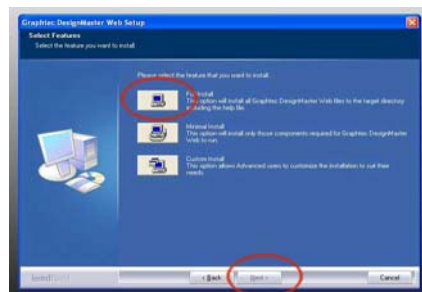 Graphtec DesignMaster Web Setup
Select Features
Select the feature you want to install
Please select the feature that you want to install.
Full Install
This option will install all Graphtec DesignMaster Web files to the target directory
including the help file.
Minimal Install
This option will install only those components required for Graphtec DesignMaster
Web to run.
Custom Install
This option allows Advanced users to customize the installation to suit their
needs.
< Back
Next >
Cancel